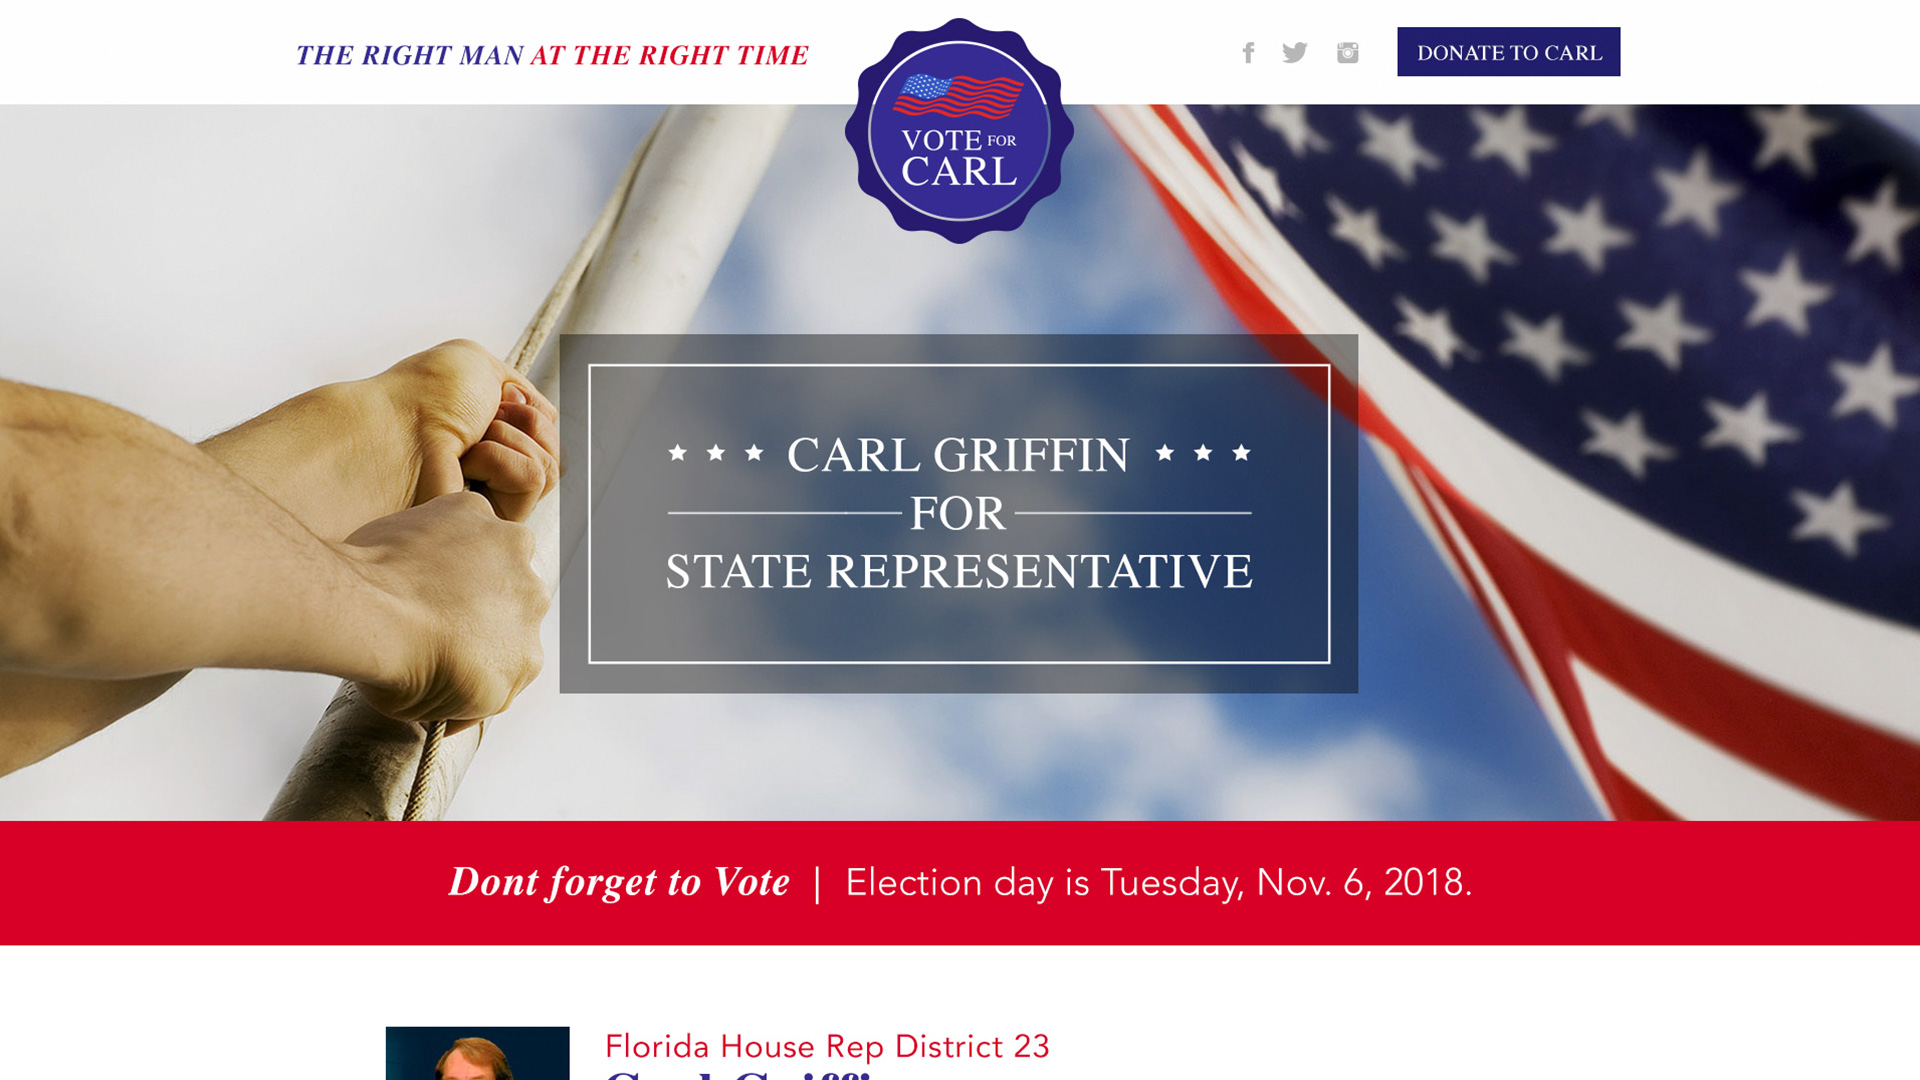 THE RIGHT MAN AT THE RIGHT TIME
VOTE FOR
CARL
DONATE TO CARL
CARL GRIFFIN
FOR
STATE REPRESENTATIVE
Dont forget to Vote | Election day is Tuesday, Nov. 6, 2018.
Florida House Rep District 23